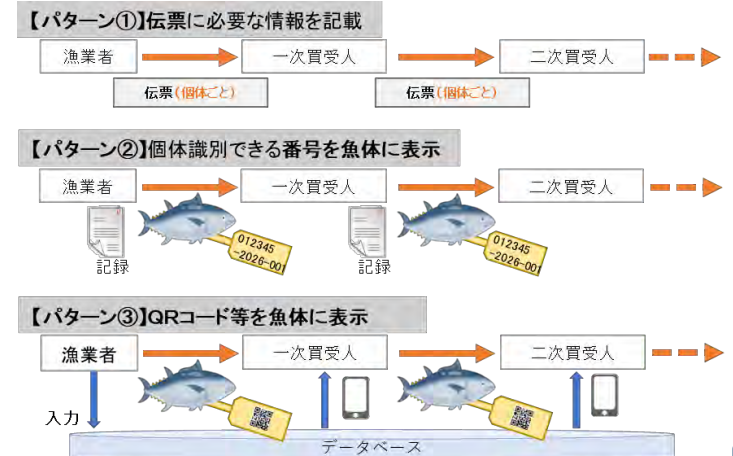 【パターン①】伝票に必要な情報を記載
漁業者
一次買受人
二次買受人
伝票(個体ごと)
伝票(個体ごと)
【パターン②】個体識別できる番号を魚体に表示
漁業者
一次買受人
二次買受人
記録
012345
-2026-001
記録
012345
-2026-001
【パターン③】QRコード等を魚体に表示
漁業者
一次買受人
二次買受人
入力
データベース